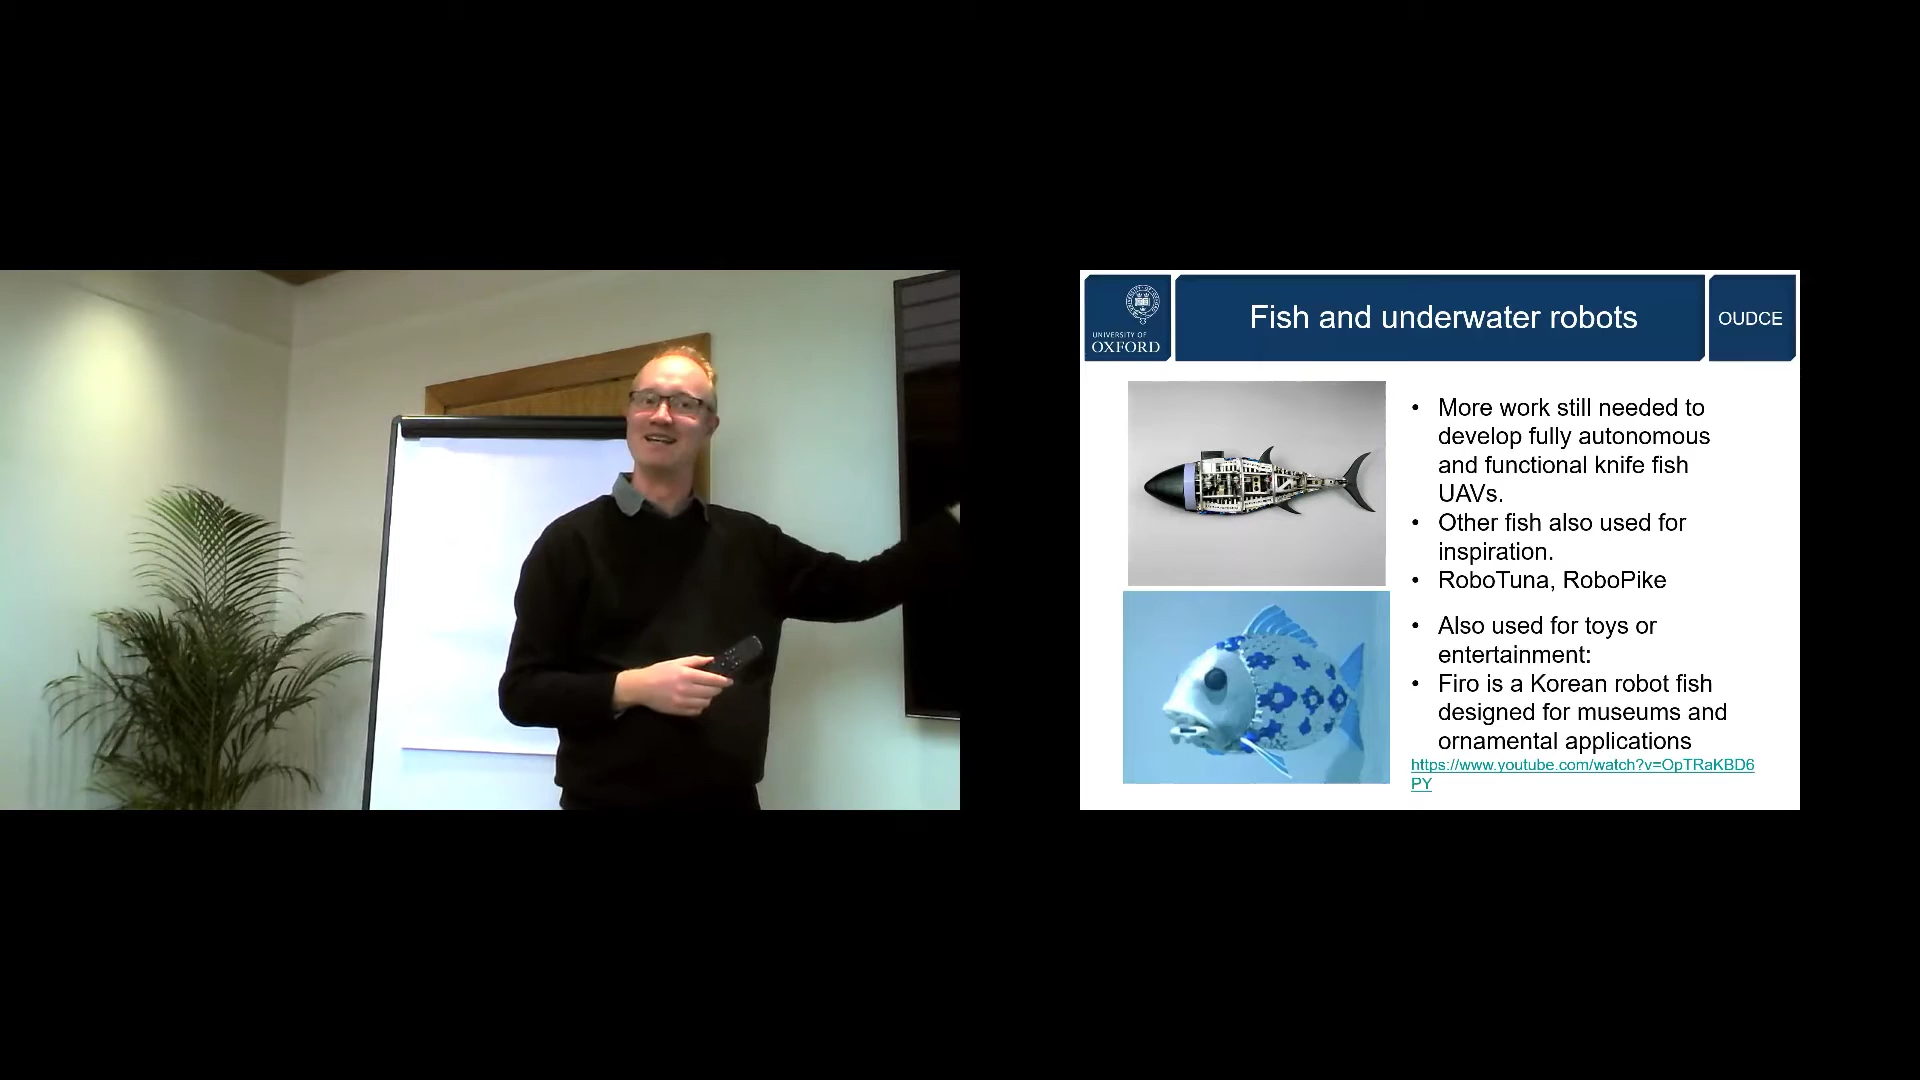 UNIVERSITY OF
OXFORD
Fish and underwater robots
OUDCE
• More work still needed to
develop fully autonomous
and functional knife fish
UAVs.
• Other fish also used for
inspiration.
• RoboTuna, RoboPike
• Also used for toys or
entertainment:
• Firo is a Korean robot fish
designed for museums and
ornamental applications
https://www.youtube.com/watch?v=OpTRaKBD6
PY